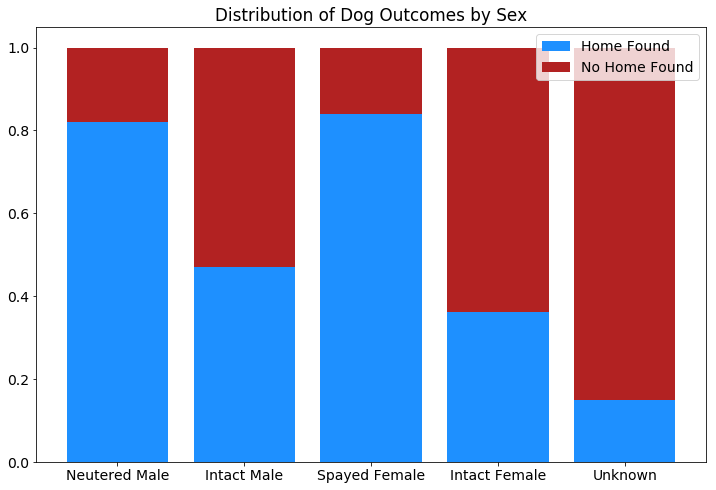 Distribution of Dog Outcomes by Sex
Home Found
No Home Found
1.0
0.8
0.6
0.4
0.2
0.0
Neutered Male Intact Male Spayed Female Intact Female Unknown